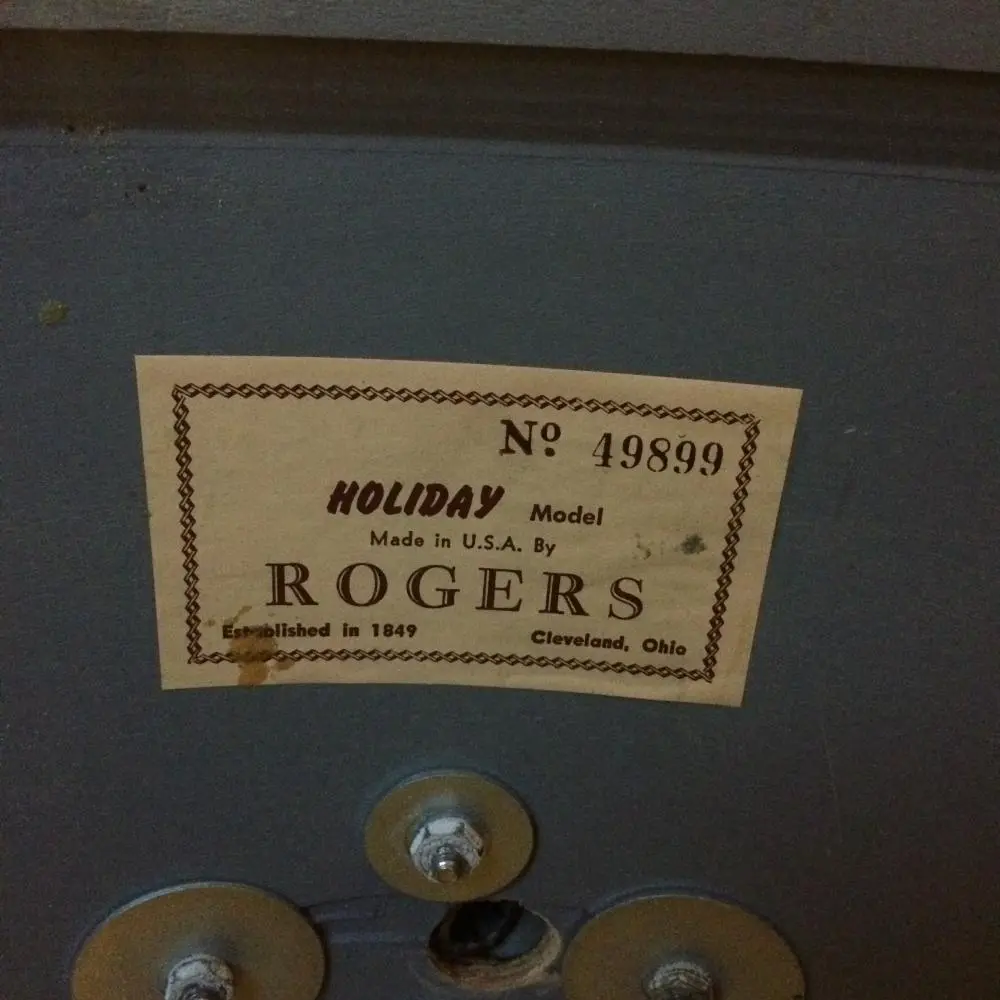 Nº 49899
HOLIDAY Model
Made in U.S.A. By
ROGERS
Established in 1849 Cleveland, Ohio